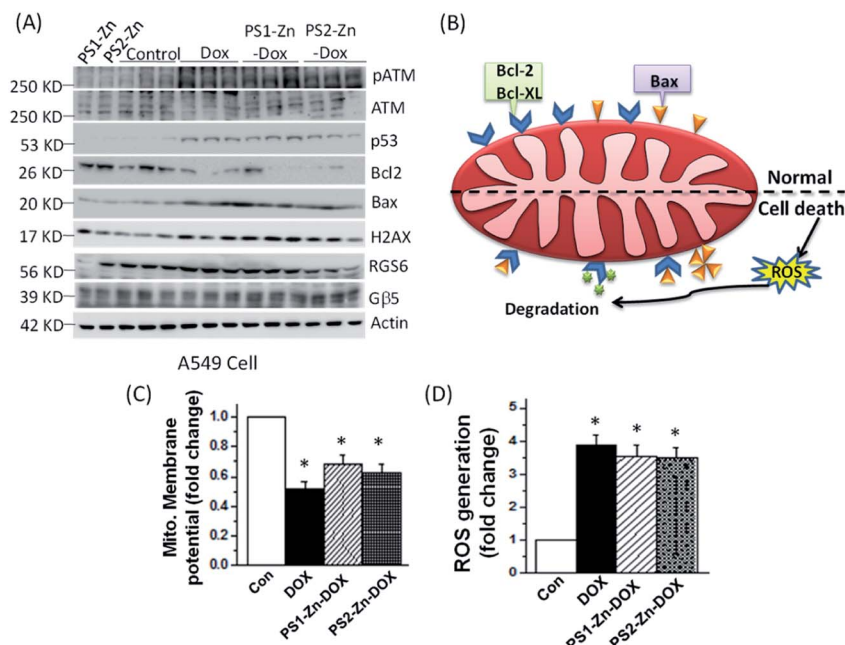 (A)
PS1-Zn
PS2-Zn
Control
Dox
PS1-Zn
-Dox
PS2-Zn
-Dox
250 KD
pATM
250 KD
ATM
53 KD
p53
26 KD
Bcl2
20 KD
Bax
17 KD
H2AX
56 KD
RGS6
39 KD
Gβ5
42 KD
Actin
A549 Cell
(B)
Bcl-2
Bcl-XL
Bax
Normal
Cell death
ROS
Degradation
(C)
Mito. Membrane
potential (fold change)
1.0
0.8
0.6
0.4
0.2
0.0
*
*
*
Con
DOX
PS1-Zn-DOX
PS2-Zn-DOX
(D)
ROS generation
(fold change)
5
4
3
2
1
0
*
*
*
Con
DOX
PS1-Zn-DOX
PS2-Zn-DOX